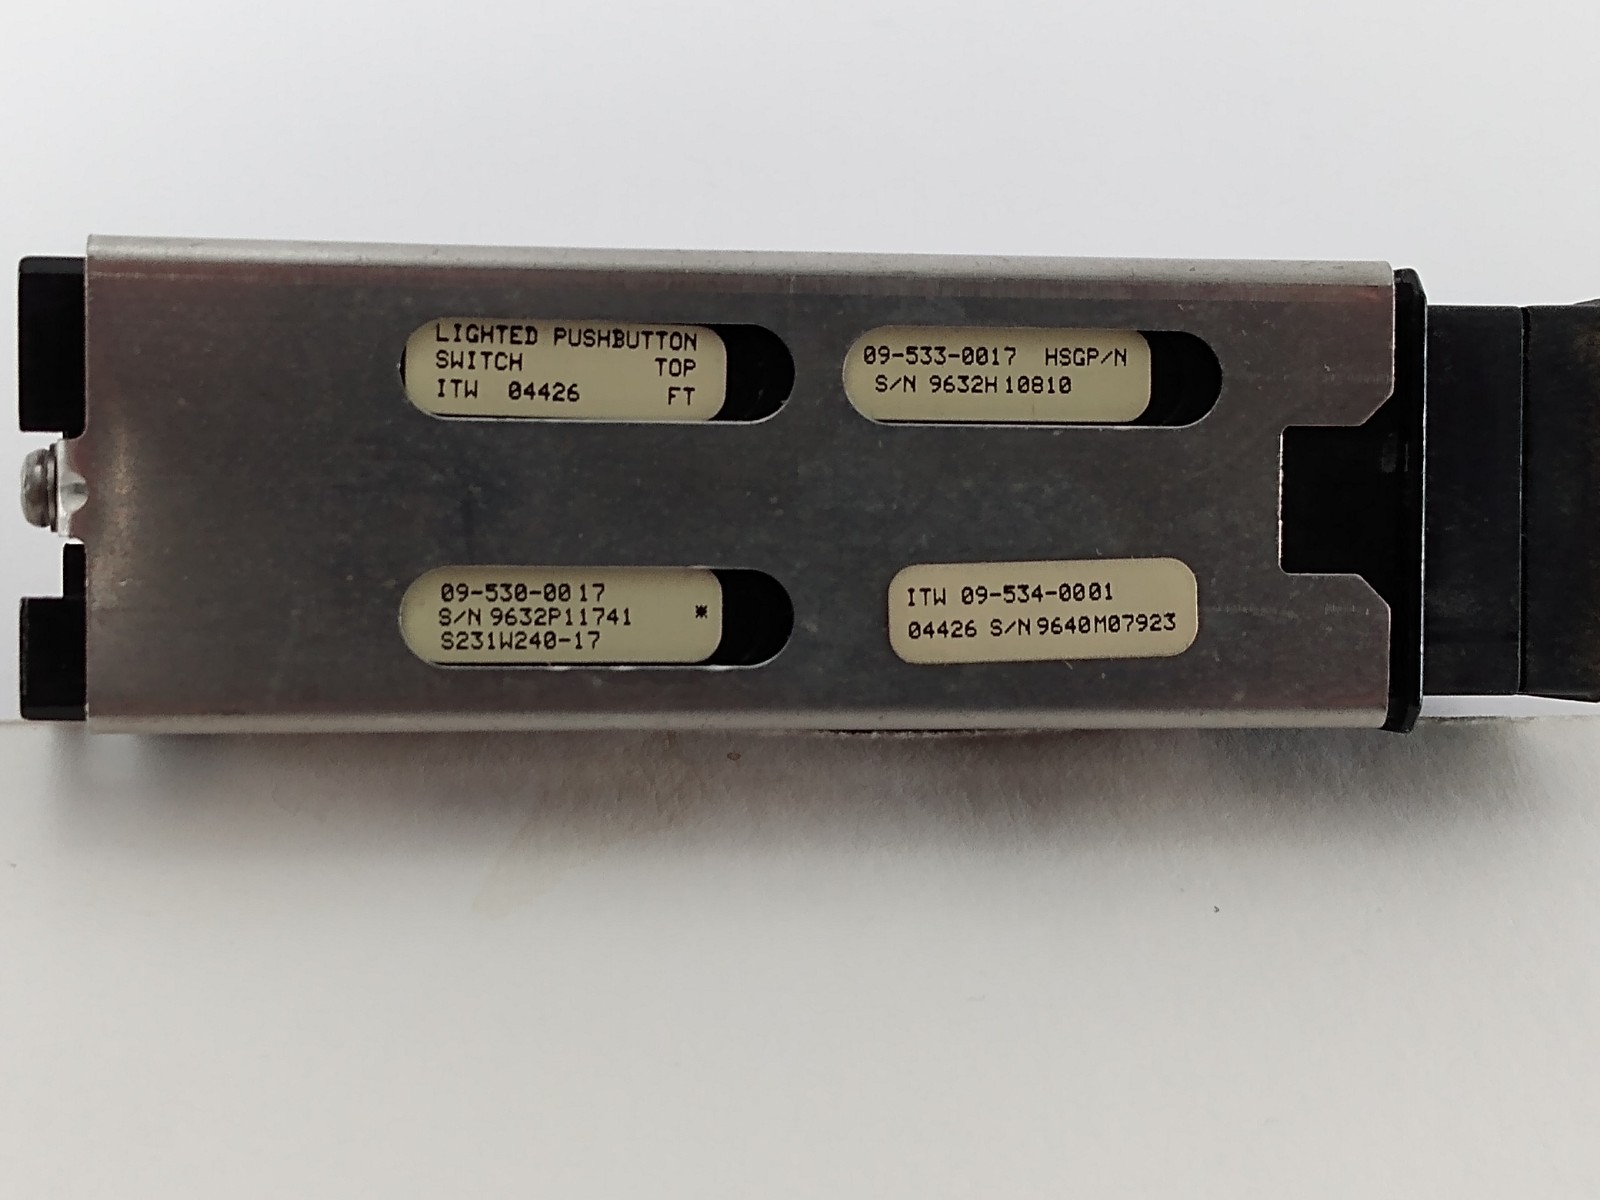 LIGHTED PUSHBUTTON
SWITCH TOP
ITW 04426 FT
09-533-0017 HSGP/N
S/N 9632H10810
09-530-0017
S/N 9632P11741 *
S231W240-17
ITW 09-534-0001
04426 S/N 9640M07923